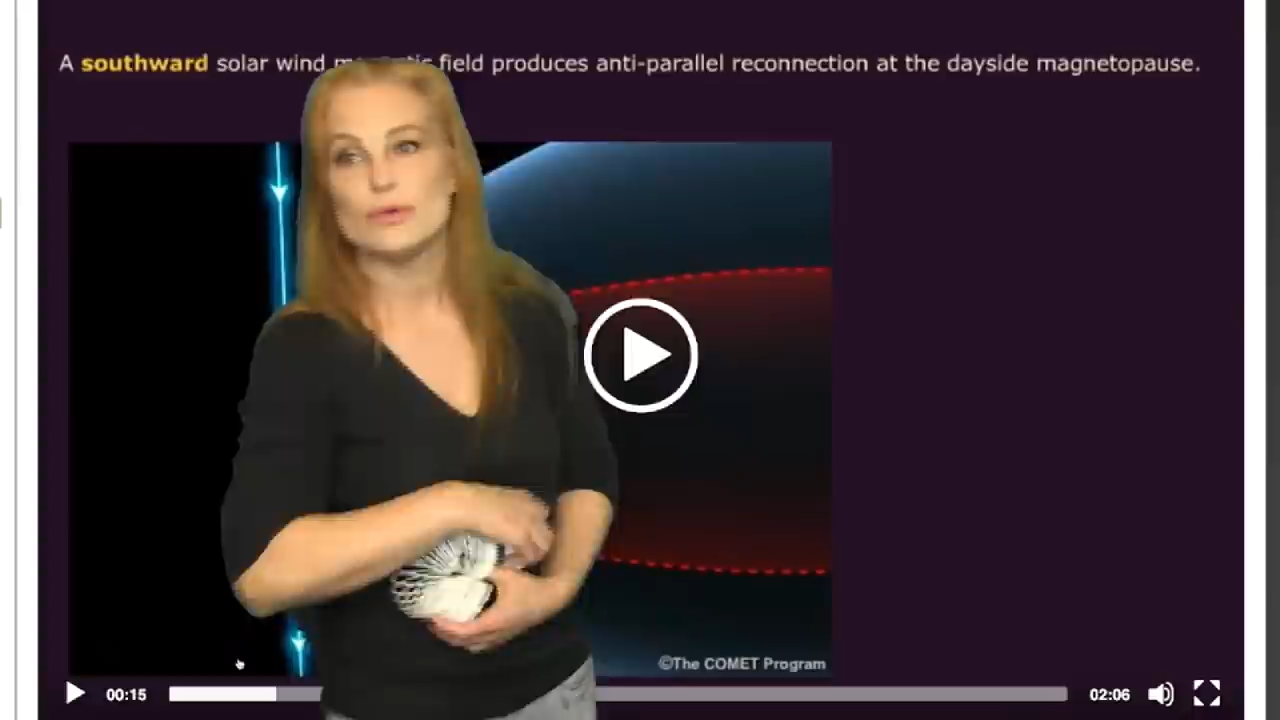 A southward solar wind field produces anti-parallel reconnection at the dayside magnetopause.
©The COMET Program
00:15
02:06